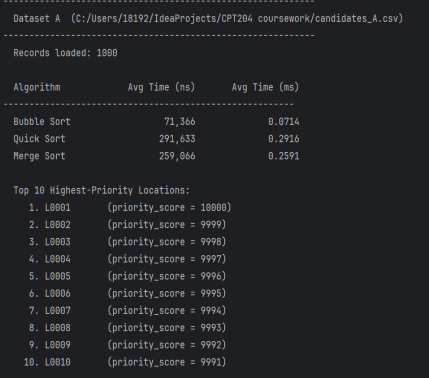 Dataset A (C:/Users/18192/IdeaProjects/CPT204 coursework/candidates_A.csv)
----------------------------------------------------------------
Records loaded: 1000
Algorithm Avg Time (ns) Avg Time (ms)
------------------------------------------------------------
Bubble Sort 71,366 0.0714
Quick Sort 291,633 0.2916
Merge Sort 259,066 0.2591
Top 10 Highest-Priority Locations:
1. L0001 (priority_score = 10000)
2. L0002 (priority_score = 9999)
3. L0003 (priority_score = 9998)
4. L0004 (priority_score = 9997)
5. L0005 (priority_score = 9996)
6. L0006 (priority_score = 9995)
7. L0007 (priority_score = 9994)
8. L0008 (priority_score = 9993)
9. L0009 (priority_score = 9992)
10. L0010 (priority_score = 9991)